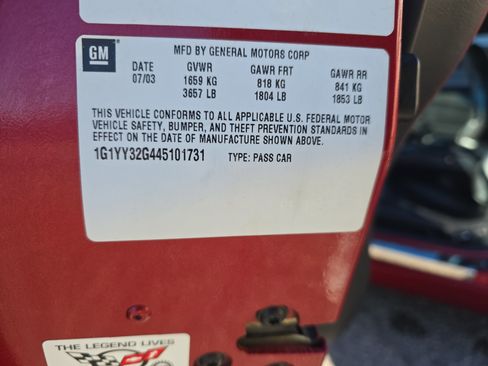 GM
MFD BY GENERAL MOTORS CORP
DATE GVWR GAWR FRT GAWR RR
07/03 1659 KG 818 KG 841 KG
3657 LB 1804 LB 1853 LB
THIS VEHICLE CONFORMS TO ALL APPLICABLE U.S. FEDERAL MOTOR
VEHICLE SAFETY, BUMPER, AND THEFT PREVENTION STANDARDS IN
EFFECT ON THE DATE OF MANUFACTURE SHOWN ABOVE.
1G1YY32G445101731 TYPE: PASS CAR
THE LEGEND LIVES